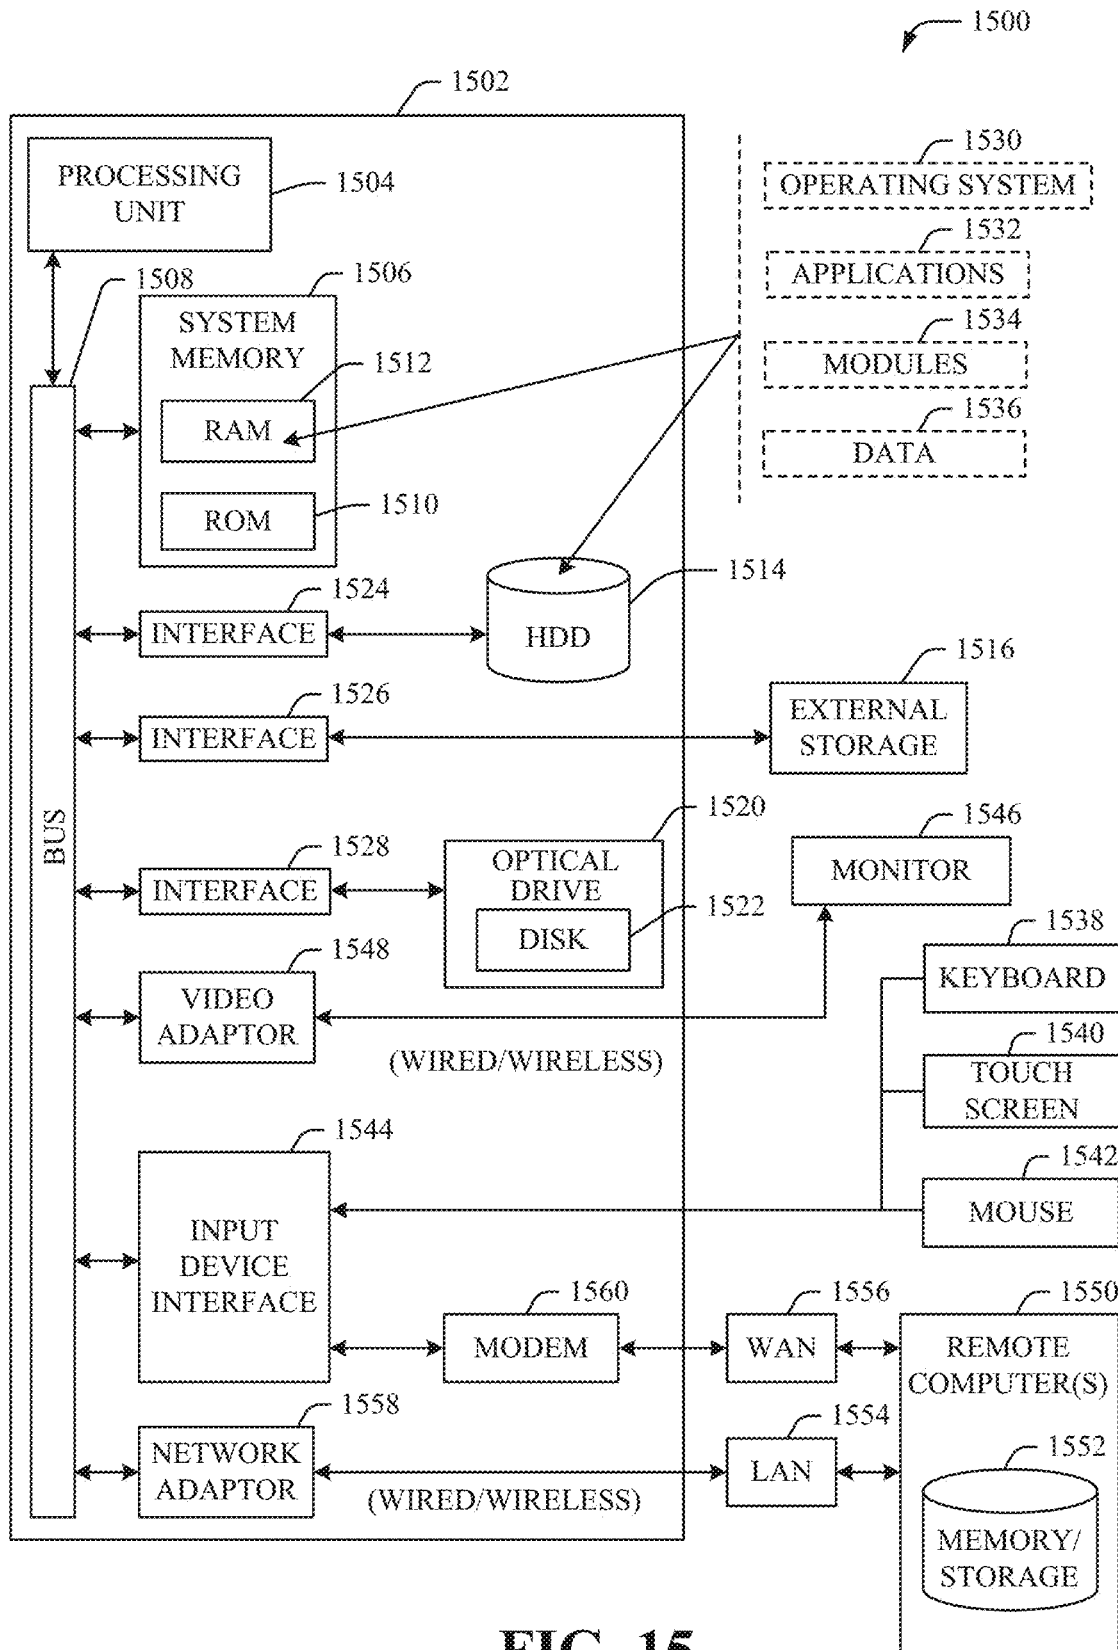 1500
1502
PROCESSING
UNIT
1504
1530
OPERATING SYSTEM
1532
APPLICATIONS
1534
MODULES
1536
DATA
1508
1506
SYSTEM
MEMORY
1512
RAM
1510
ROM
1524
INTERFACE
1514
HDD
1526
INTERFACE
1516
EXTERNAL
STORAGE
BUS
1528
INTERFACE
1520
OPTICAL
DRIVE
1522
DISK
1546
MONITOR
1548
VIDEO
ADAPTOR
(WIRED/WIRELESS)
1538
KEYBOARD
1540
TOUCH
SCREEN
1542
MOUSE
1544
INPUT
DEVICE
INTERFACE
1560
MODEM
1556
WAN
1550
REMOTE
COMPUTER(S)
1558
NETWORK
ADAPTOR
(WIRED/WIRELESS)
1554
LAN
1552
MEMORY/
STORAGE
FIG. 15